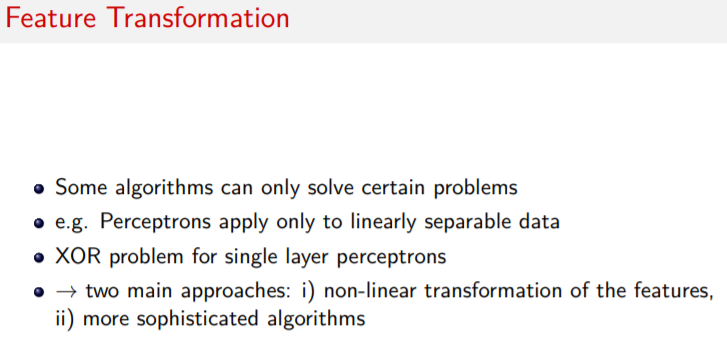 Feature Transformation
Some algorithms can only solve certain problems
e.g. Perceptrons apply only to linearly separable data
XOR problem for single layer perceptrons
→ two main approaches: i) non-linear transformation of the features,
ii) more sophisticated algorithms